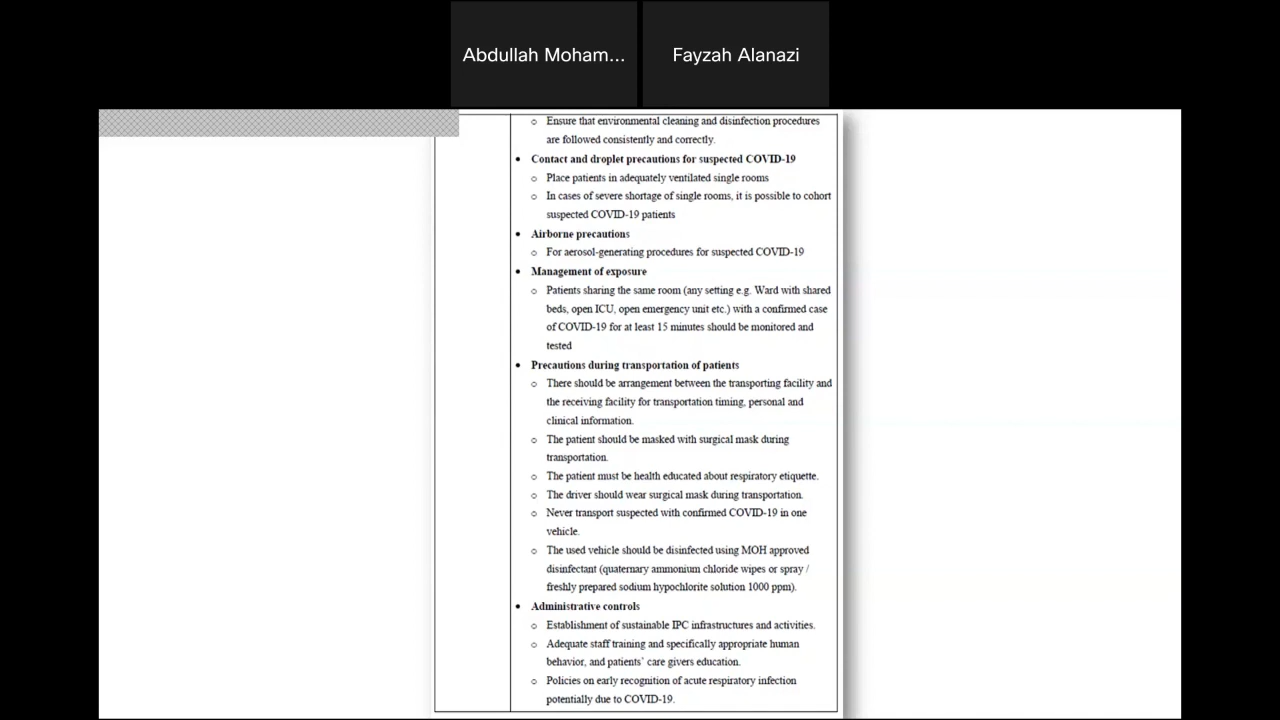 Abdullah Moham...
Fayzah Alanazi
o Ensure that environmental cleaning and disinfection procedures
are followed consistently and correctly.
• Contact and droplet precautions for suspected COVID-19
o Place patients in adequately ventilated single rooms
o In cases of severe shortage of single rooms, it is possible to cohort
suspected COVID-19 patients
• Airborne precautions
o For aerosol-generating procedures for suspected COVID-19
• Management of exposure
o Patients sharing the same room (any setting e.g. Ward with shared
beds, open ICU, open emergency unit etc.) with a confirmed case
of COVID-19 for at least 15 minutes should be monitored and
tested
• Precautions during transportation of patients
o There should be arrangement between the transporting facility and
the receiving facility for transportation timing, personal and
clinical information.
o The patient should be masked with surgical mask during
transportation.
o The patient must be health educated about respiratory etiquette.
o The driver should wear surgical mask during transportation.
o Never transport suspected with confirmed COVID-19 in one
vehicle.
o The used vehicle should be disinfected using MOH approved
disinfectant (quaternary ammonium chloride wipes or spray /
freshly prepared sodium hypochlorite solution 1000 ppm).
• Administrative controls
o Establishment of sustainable IPC infrastructures and activities.
o Adequate staff training and specifically appropriate human
behavior, and patients' care givers education.
o Policies on early recognition of acute respiratory infection
potentially due to COVID-19.